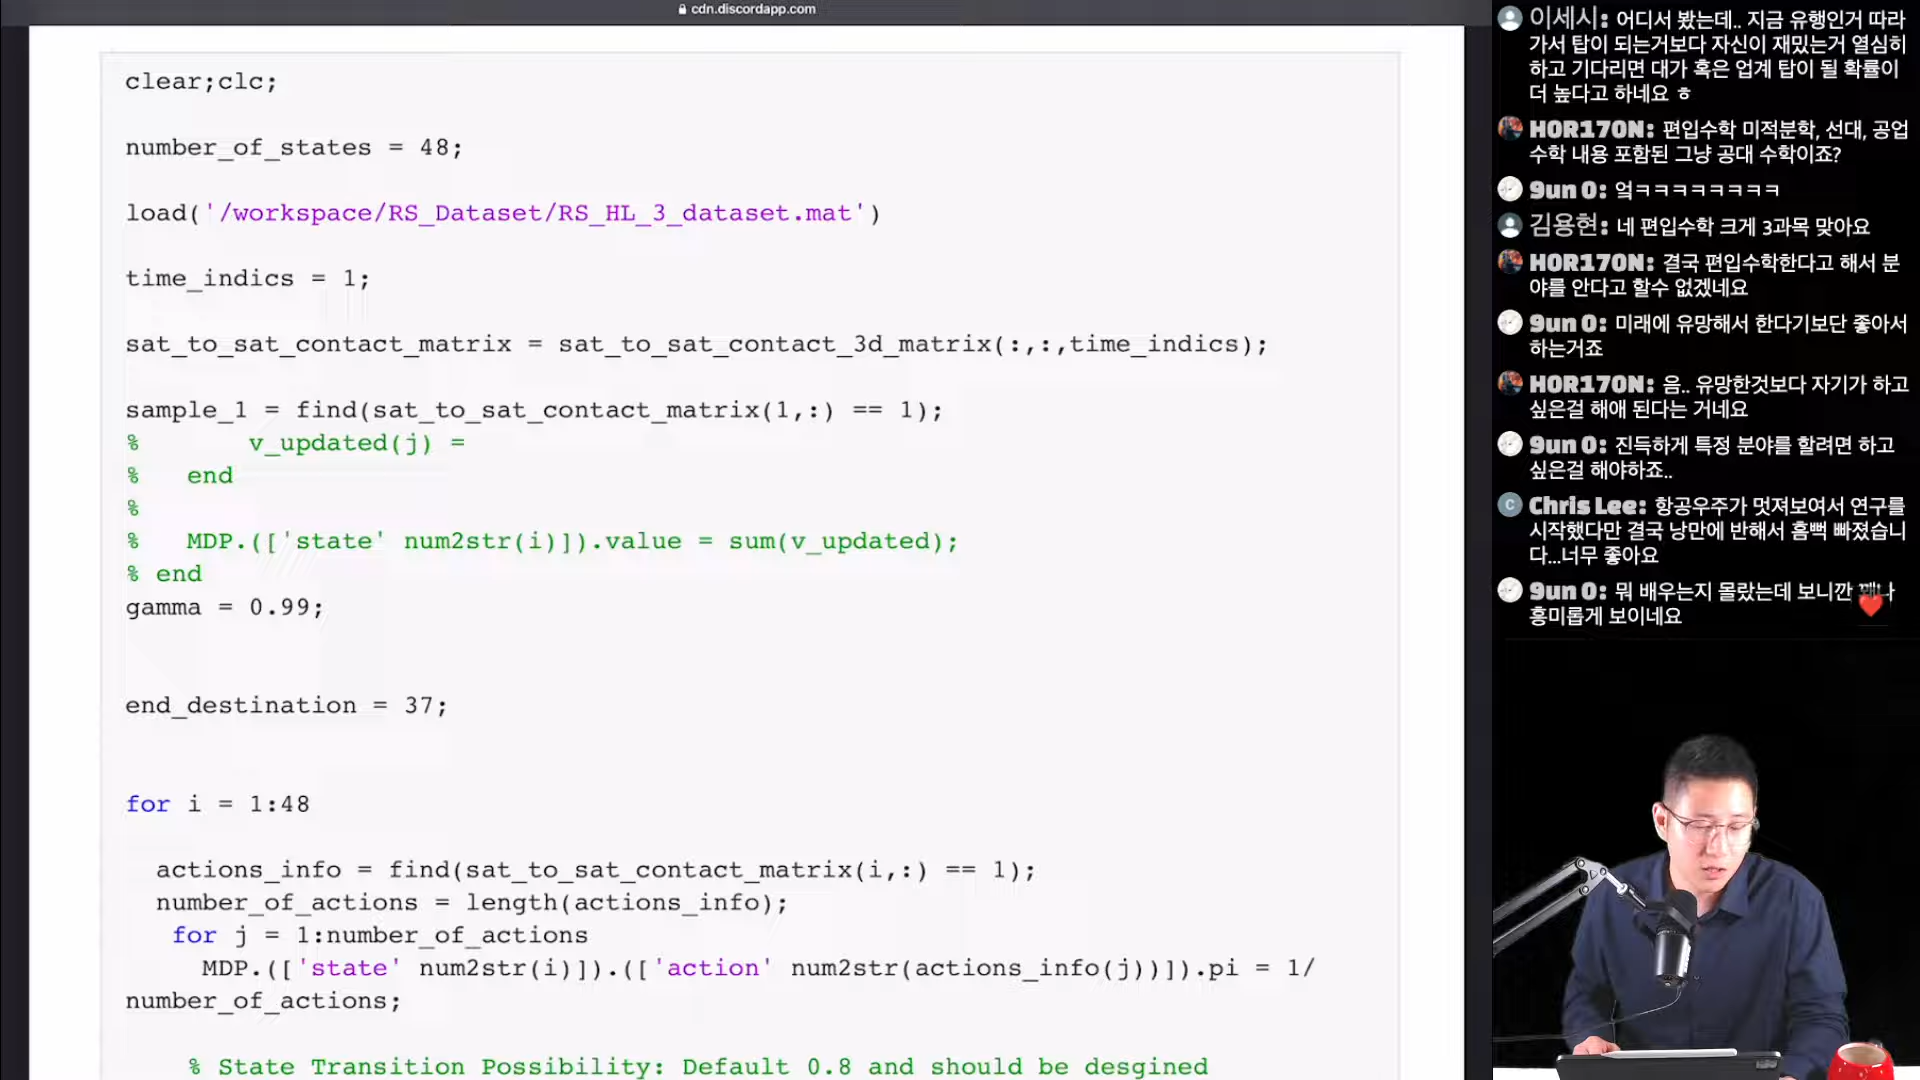 cdn.discordapp.com
clear;clc;
number_of_states = 48;
load('/workspace/RS_Dataset/RS_HL_3_dataset.mat')
time_indics = 1;
sat_to_sat_contact_matrix = sat_to_sat_contact_3d_matrix(:,:,time_indics);
sample_1 = find(sat_to_sat_contact_matrix(1,:) == 1);
% v_updated(j) =
% end
%
% MDP.(['state' num2str(i)]).value = sum(v_updated);
% end
gamma = 0.99;
end_destination = 37;
for i = 1:48
actions_info = find(sat_to_sat_contact_matrix(i,:) == 1);
number_of_actions = length(actions_info);
for j = 1:number_of_actions
MDP.(['state' num2str(i)]).(['action' num2str(actions_info(j))]).pi = 1/
number_of_actions;
% State Transition Possibility: Default 0.8 and should be desgined
이세시: 어디서 봤는데.. 지금 유행인거 따라
가서 탑이 되는거보다 자신이 재밌는거 열심히
하고 기다리면 대가 혹은 업계 탑이 될 확률이
더 높다고 하네요 ㅎ
H0R170N: 편입수학 미적분학, 선대, 공업
수학 내용 포함된 그냥 공대 수학이죠?
9un 0: 엌ㅋㅋㅋㅋㅋㅋㅋㅋ
김용현: 네 편입수학 크게 3과목 맞아요
H0R170N: 결국 편입수학한다고 해서 분
야를 안다고 할수 없겠네요
9un 0: 미래에 유망해서 한다기보단 좋아서
하는거죠
H0R170N: 음.. 유망한것보다 자기가 하고
싶은걸 해애 된다는 거네요
9un 0: 진득하게 특정 분야를 할려면 하고
싶은걸 해야하죠..
C Chris Lee: 항공우주가 멋져보여서 연구를
시작했다만 결국 낭만에 반해서 흠뻑 빠졌습니
다...너무 좋아요
9un 0: 뭐 배우는지 몰랐는데 보니깐
흥미롭게 보이네요